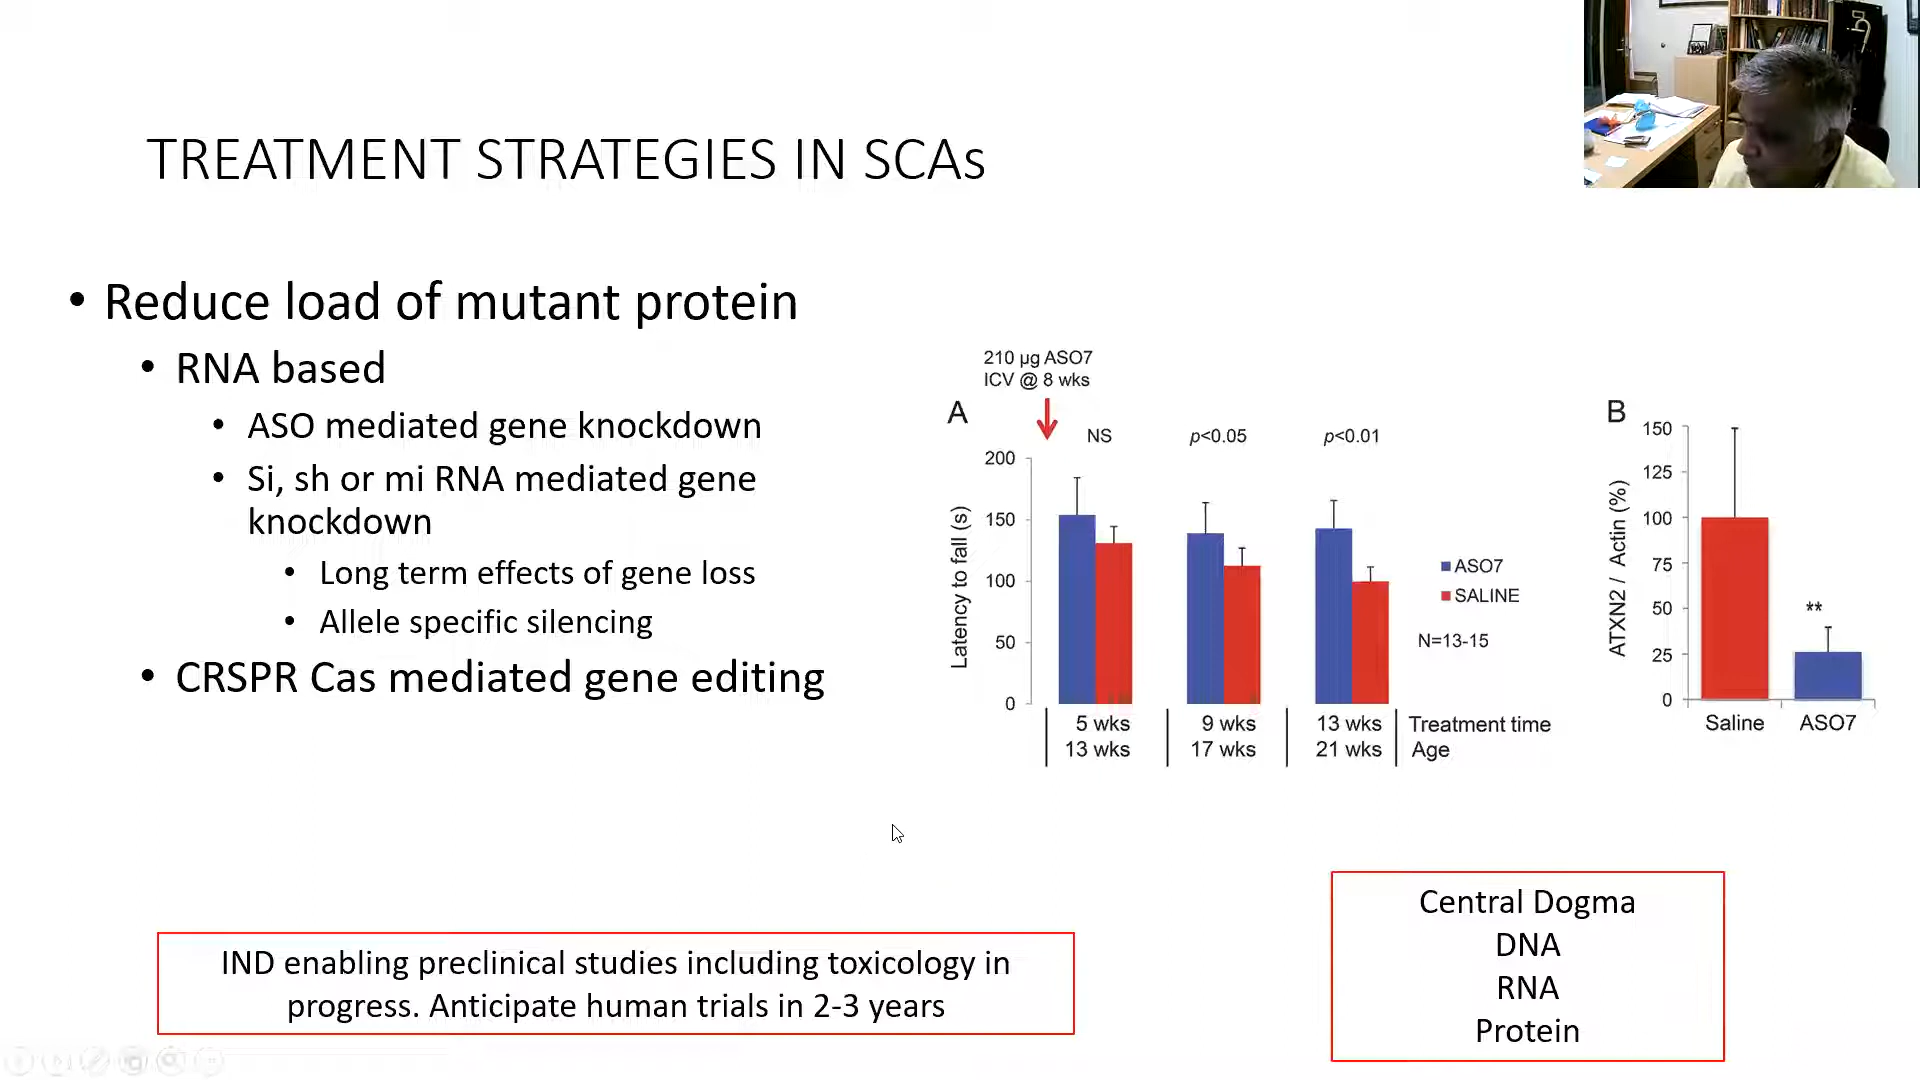 TREATMENT STRATEGIES IN SCAs
• Reduce load of mutant protein
• RNA based
• ASO mediated gene knockdown
• Si, sh or mi RNA mediated gene
knockdown
• Long term effects of gene loss
• Allele specific silencing
• CRSPR Cas mediated gene editing
210 µg ASO7
ICV @ 8 wks
A
NS
p<0.05
p<0.01
200
150
100
50
0
Latency to fall (s)
ASO7
SALINE
N=13-15
5 wks
9 wks
13 wks
Treatment time
13 wks
17 wks
21 wks
Age
B
150
125
100
75
50
25
0
ATXN2 / Actin (%)
**
Saline
ASO7
IND enabling preclinical studies including toxicology in
progress. Anticipate human trials in 2-3 years
Central Dogma
DNA
RNA
Protein